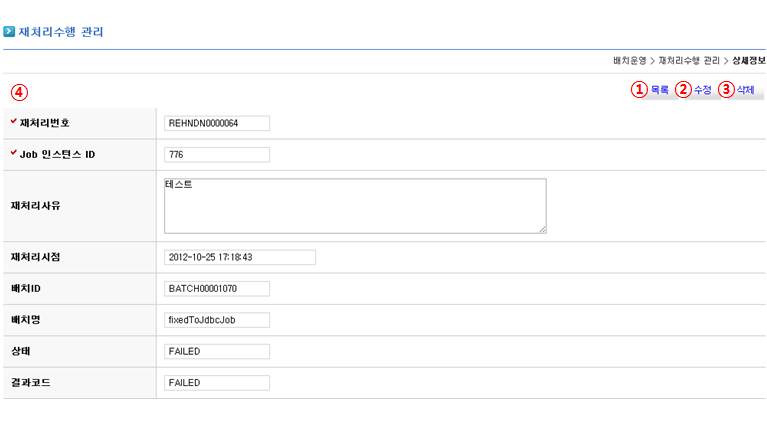 재처리수행 관리
배치운영 > 재처리수행 관리 > 상세정보
④ ① 목록 ② 수정 ③ 삭제
재처리번호 REHNDN0000064
Job 인스턴스 ID 776
재처리사유 테스트
재처리시점 2012-10-25 17:18:43
배치ID BATCH00001070
배치명 fixedToJdbcJob
상태 FAILED
결과코드 FAILED